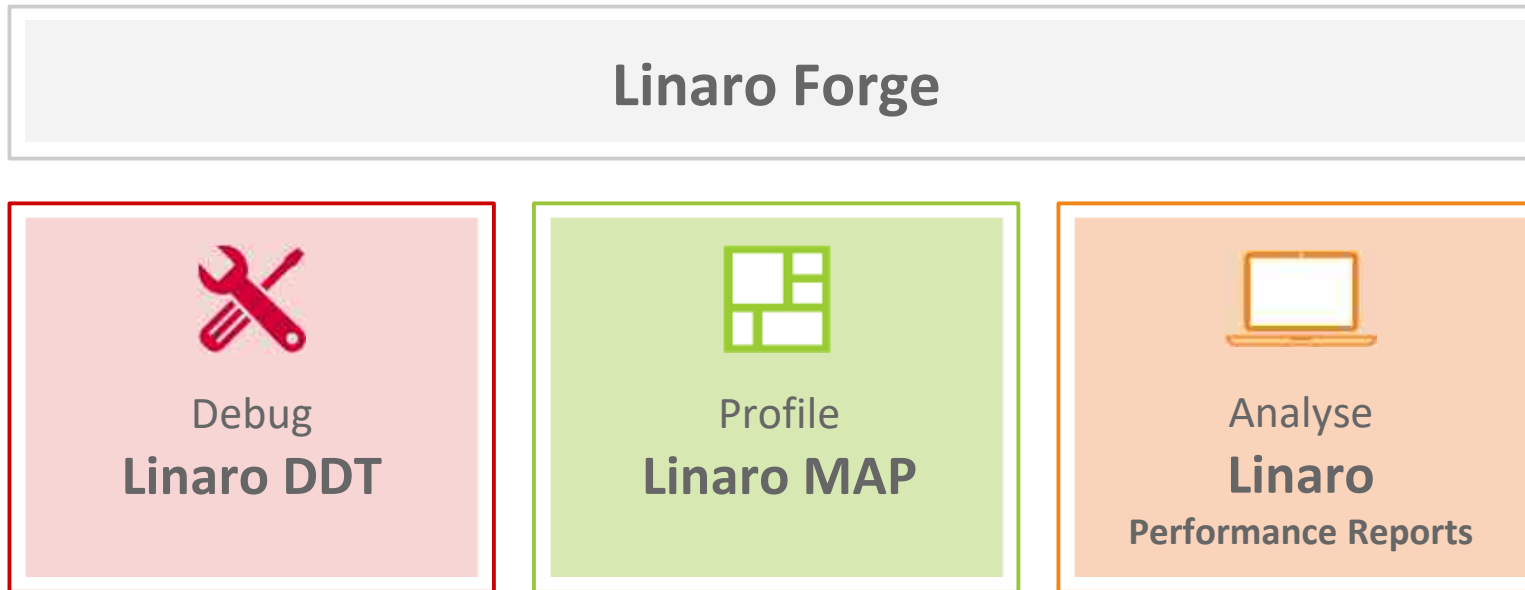 Linaro Forge
Debug
Linaro DDT
Profile
Linaro MAP
Analyse
Linaro
Performance Reports